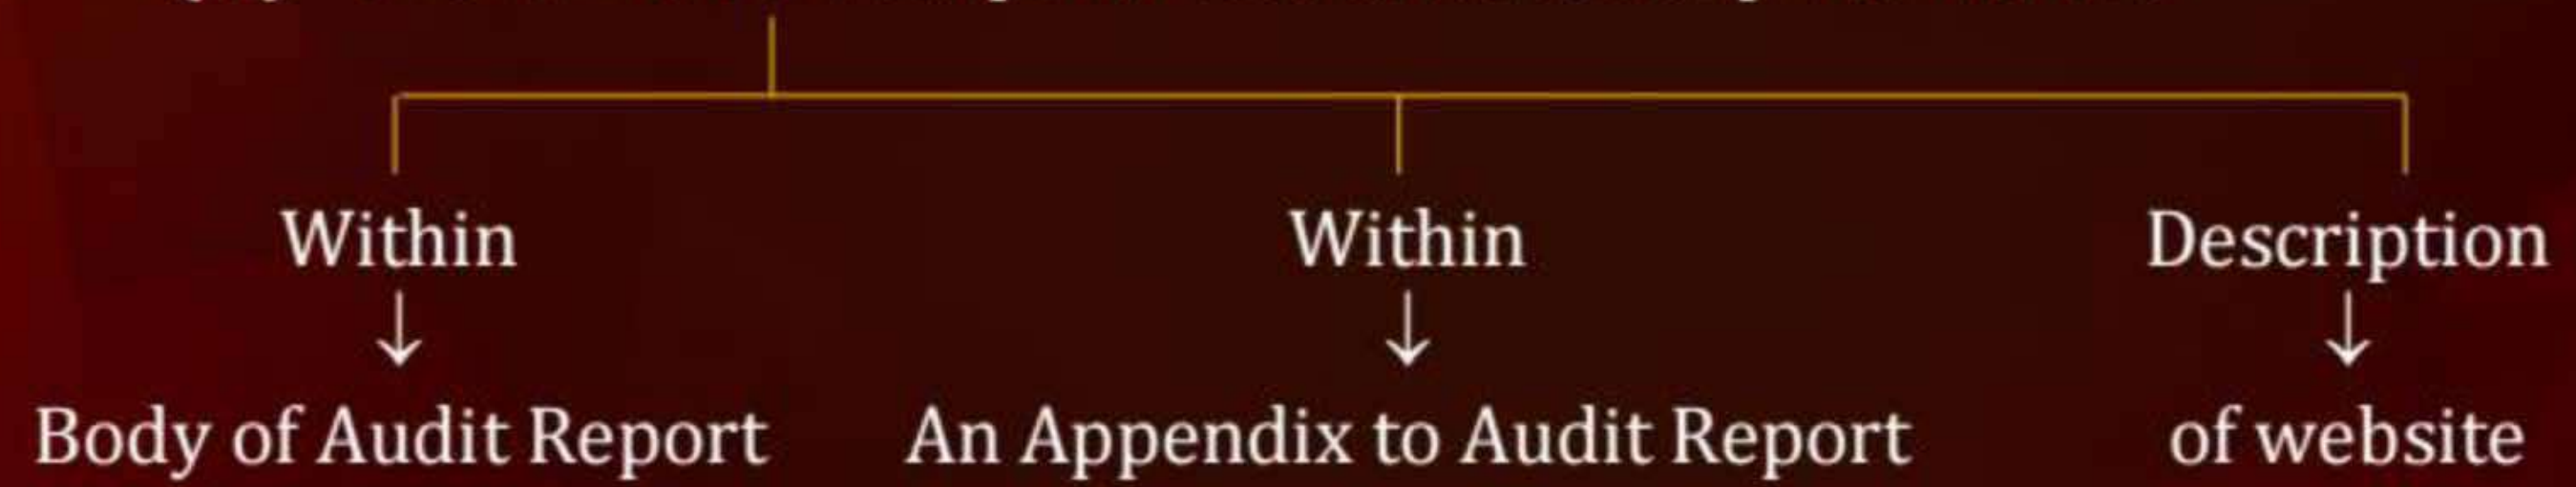 Within Within Description
↓ ↓ ↓
Body of Audit Report An Appendix to Audit Report of website